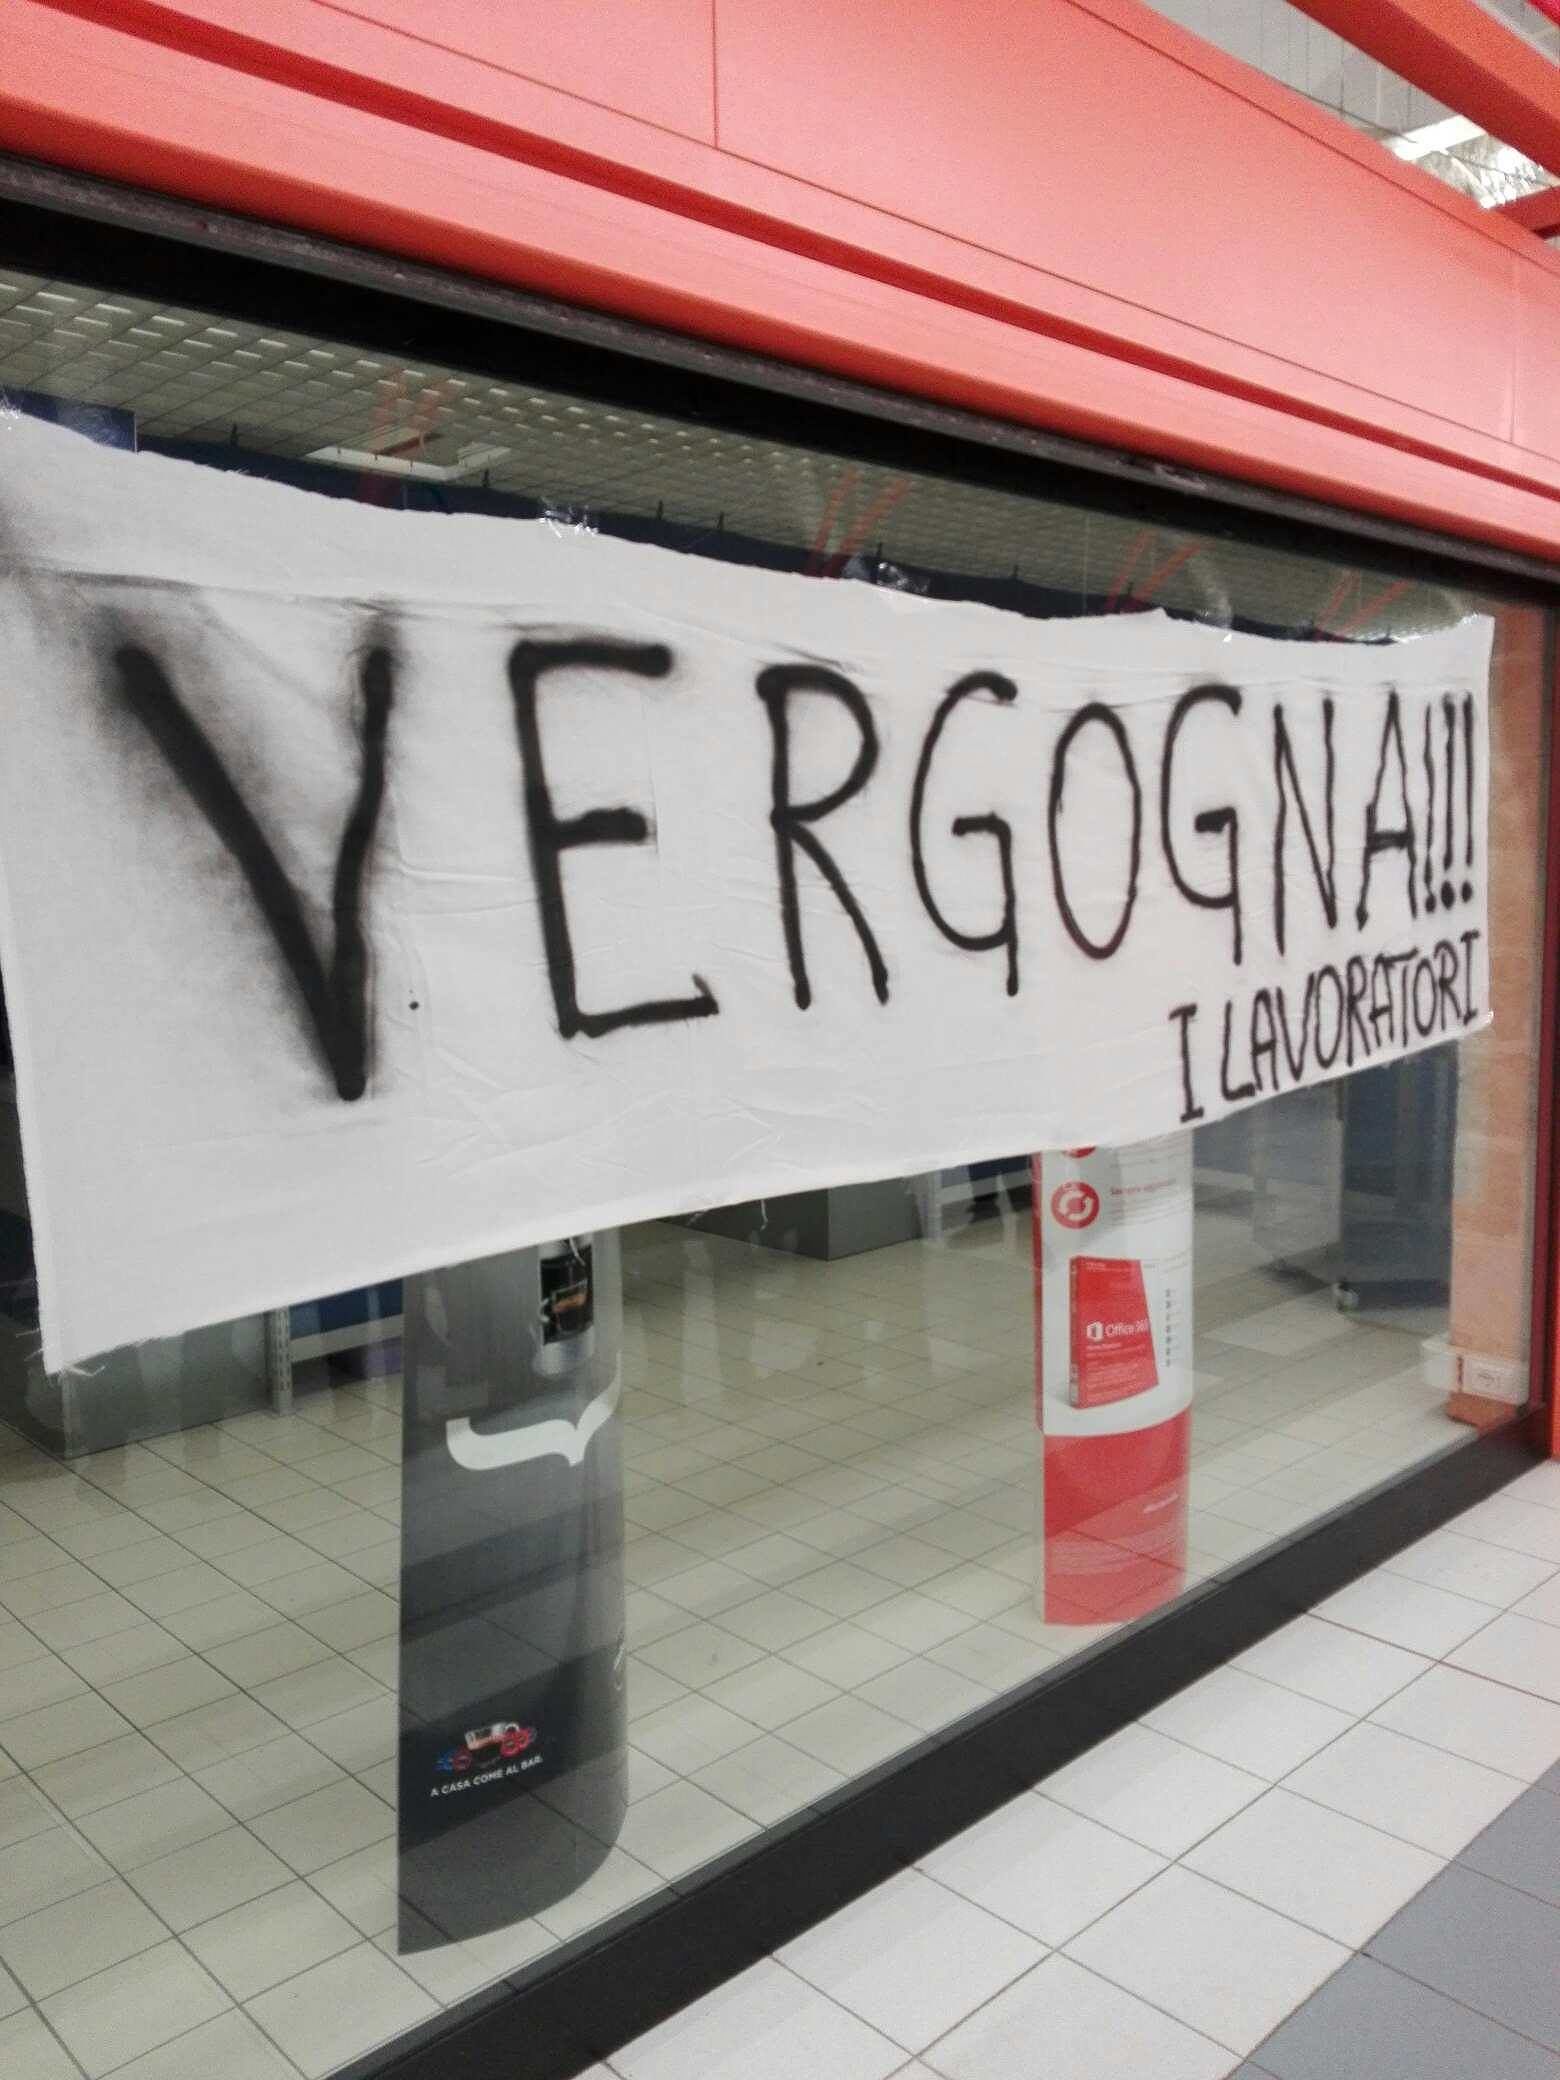 VERGOGNA!!!
I LAVORATORI
Office 365
A CASA COME AL BAR.